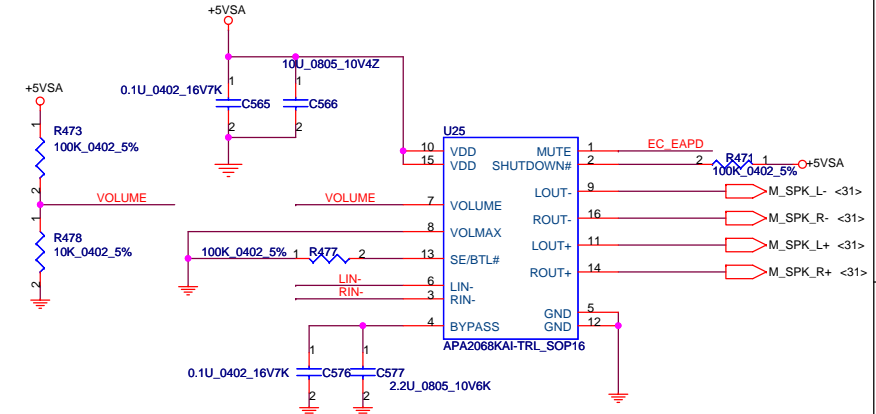 +5VSA
10U_0805_10V4Z
1
1
0.1U_0402_16V7K
C565
C566
2
2
+5VSA
1
R473
100K_0402_5%
2
VOLUME
1
R478
10K_0402_5%
2
U25
10 VDD
15 VDD
MUTE 1 EC_EAPD
SHUTDOWN# 2
2 R471 1 +5VSA
100K_0402_5%
VOLUME 7 VOLUME
LOUT- 9 M_SPK_L- <31>
8 VOLMAX
ROUT- 16 M_SPK_R- <31>
100K_0402_5% 1 R477 2 13 SE/BTL#
LOUT+ 11 M_SPK_L+ <31>
LIN- 6 LIN-
RIN- 3 RIN-
ROUT+ 14 M_SPK_R+ <31>
4 BYPASS
GND 5
GND 12
APA2068KAI-TRL_SOP16
1
1
0.1U_0402_16V7K
C576
C577
2.2U_0805_10V6K
2
2